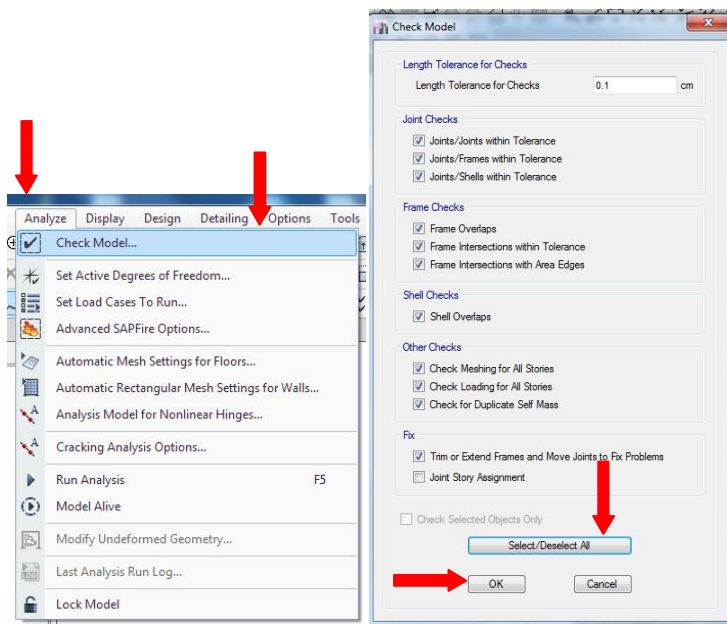 Analyze Display Design Detailing Options Tools
Check Model...
Set Active Degrees of Freedom...
Set Load Cases To Run...
Advanced SAPFire Options...
Automatic Mesh Settings for Floors...
Automatic Rectangular Mesh Settings for Walls...
Analysis Model for Nonlinear Hinges...
Cracking Analysis Options...
Run Analysis F5
Model Alive
Modify Undeformed Geometry...
Last Analysis Run Log...
Lock Model
Check Model
Length Tolerance for Checks
Length Tolerance for Checks 0.1 cm
Joint Checks
Joints/Joints within Tolerance
Joints/Frames within Tolerance
Joints/Shells within Tolerance
Frame Checks
Frame Overlaps
Frame Intersections within Tolerance
Frame Intersections with Area Edges
Shell Checks
Shell Overlaps
Other Checks
Check Meshing for All Stories
Check Loading for All Stories
Check for Duplicate Self Mass
Fix
Trim or Extend Frames and Move Joints to Fix Problems
Joint Story Assignment
Check Selected Objects Only
Select/Deselect All
OK Cancel